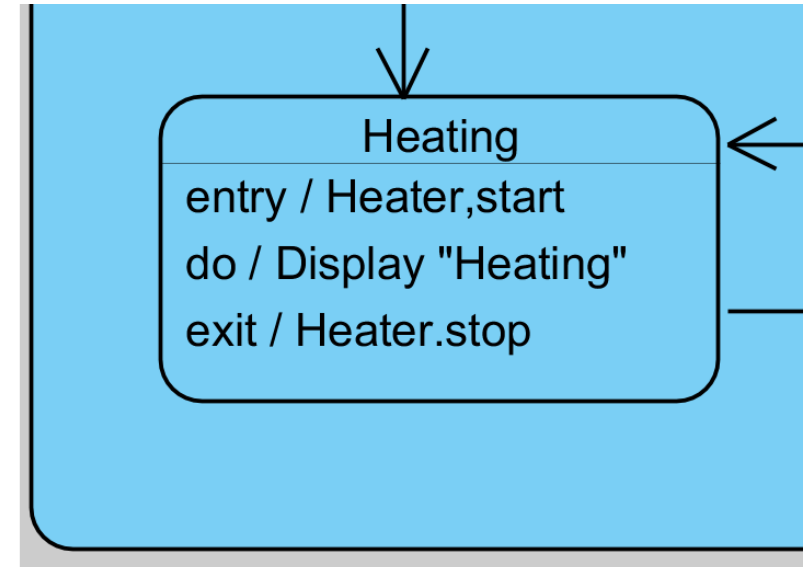 Heating
entry / Heater,start
do / Display "Heating"
exit / Heater.stop